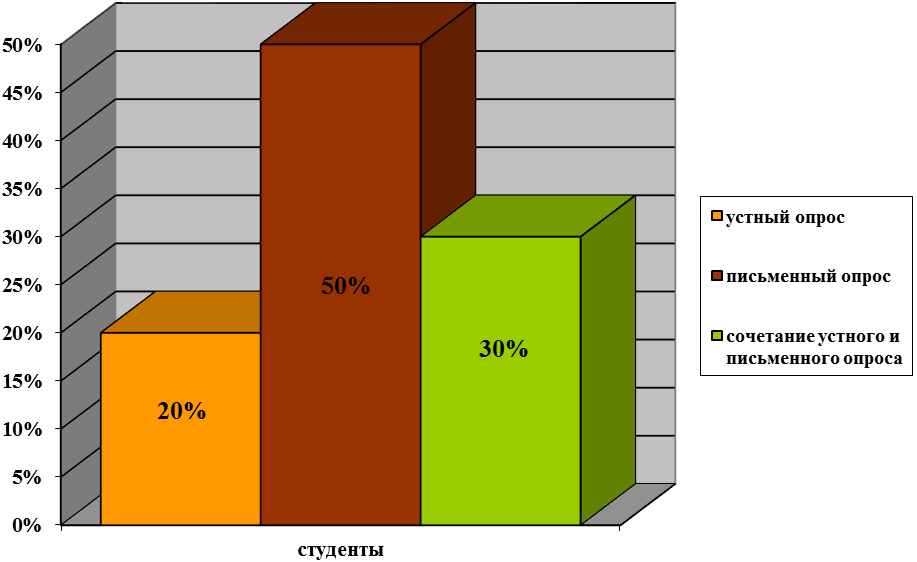 50%
45%
40%
35%
30%
25%
20%
15%
10%
5%
0%
20%
50%
30%
студенты
устный опрос
письменный опрос
сочетание устного и
письменного опроса